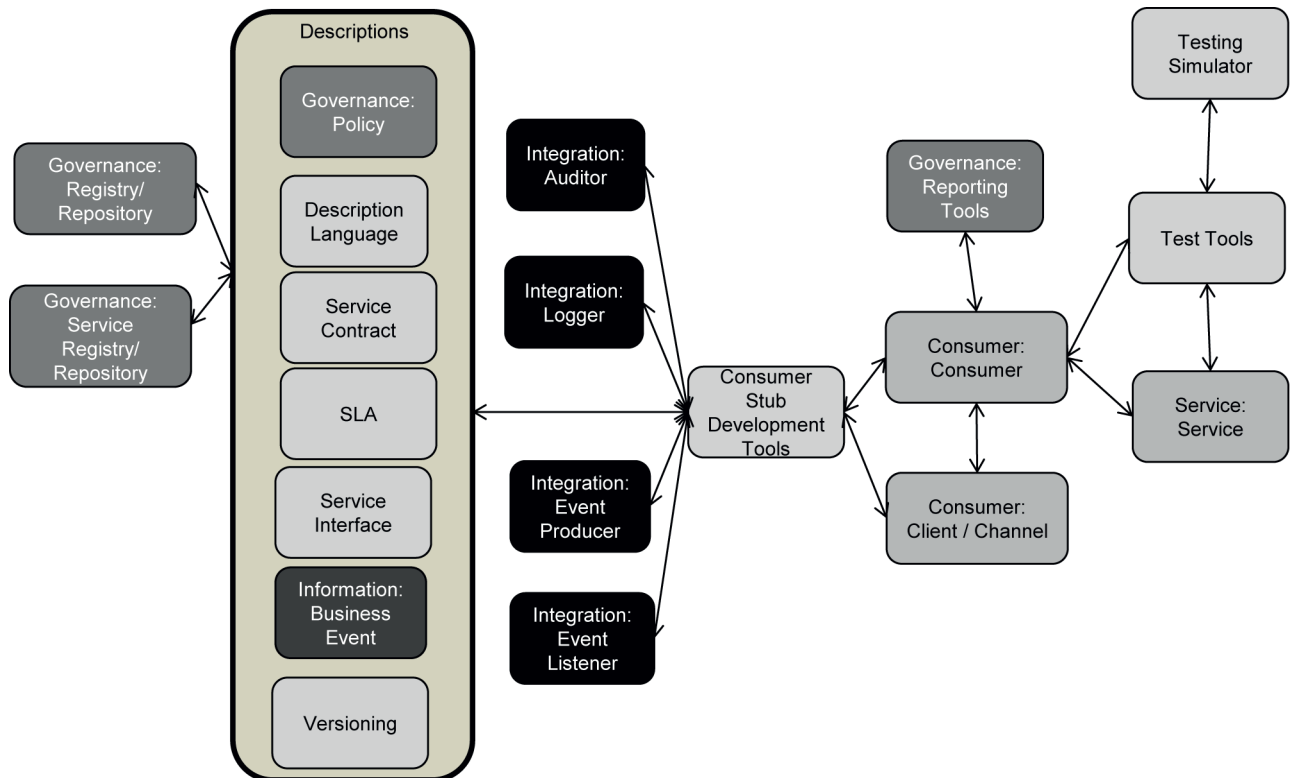 Descriptions
Governance:
Policy
Description
Language
Service
Contract
SLA
Service
Interface
Information:
Business
Event
Versioning
Governance:
Registry/
Repository
Governance:
Service
Registry/
Repository
Integration:
Auditor
Integration:
Logger
Integration:
Event
Producer
Integration:
Event
Listener
Consumer
Stub
Development
Tools
Governance:
Reporting
Tools
Consumer:
Consumer
Consumer:
Client / Channel
Testing
Simulator
Test Tools
Service:
Service